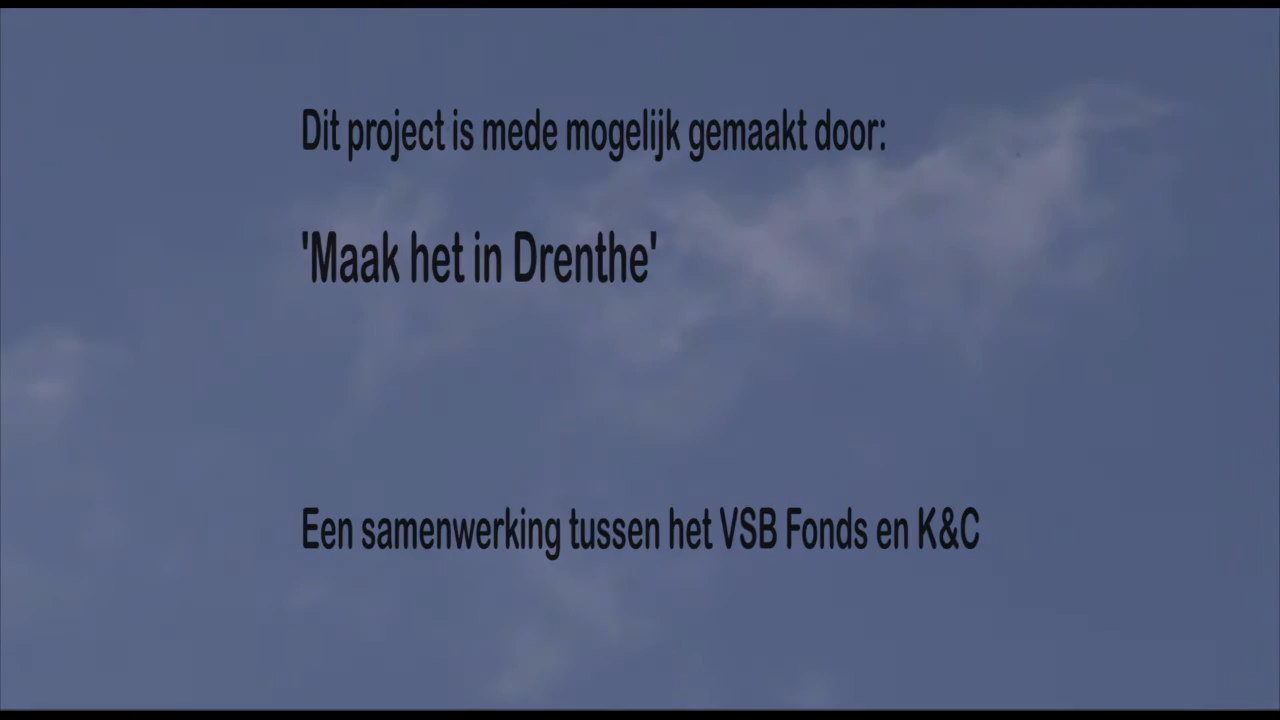 Dit project is mede mogelijk gemaakt door:
'Maak het in Drenthe'
Een samenwerking tussen het VSB Fonds en K&C